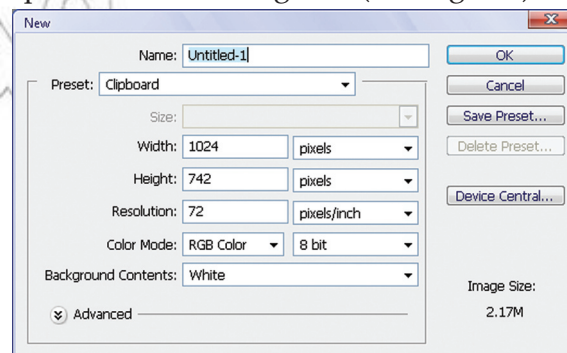 New
Name: Untitled-1 OK
Preset: Clipboard Cancel
Size: Save Preset...
Width: 1024 pixels Delete Preset...
Height: 742 pixels
Resolution: 72 pixels/inch Device Central...
Color Mode: RGB Color 8 bit
Background Contents: White
Image Size:
Advanced 2.17M